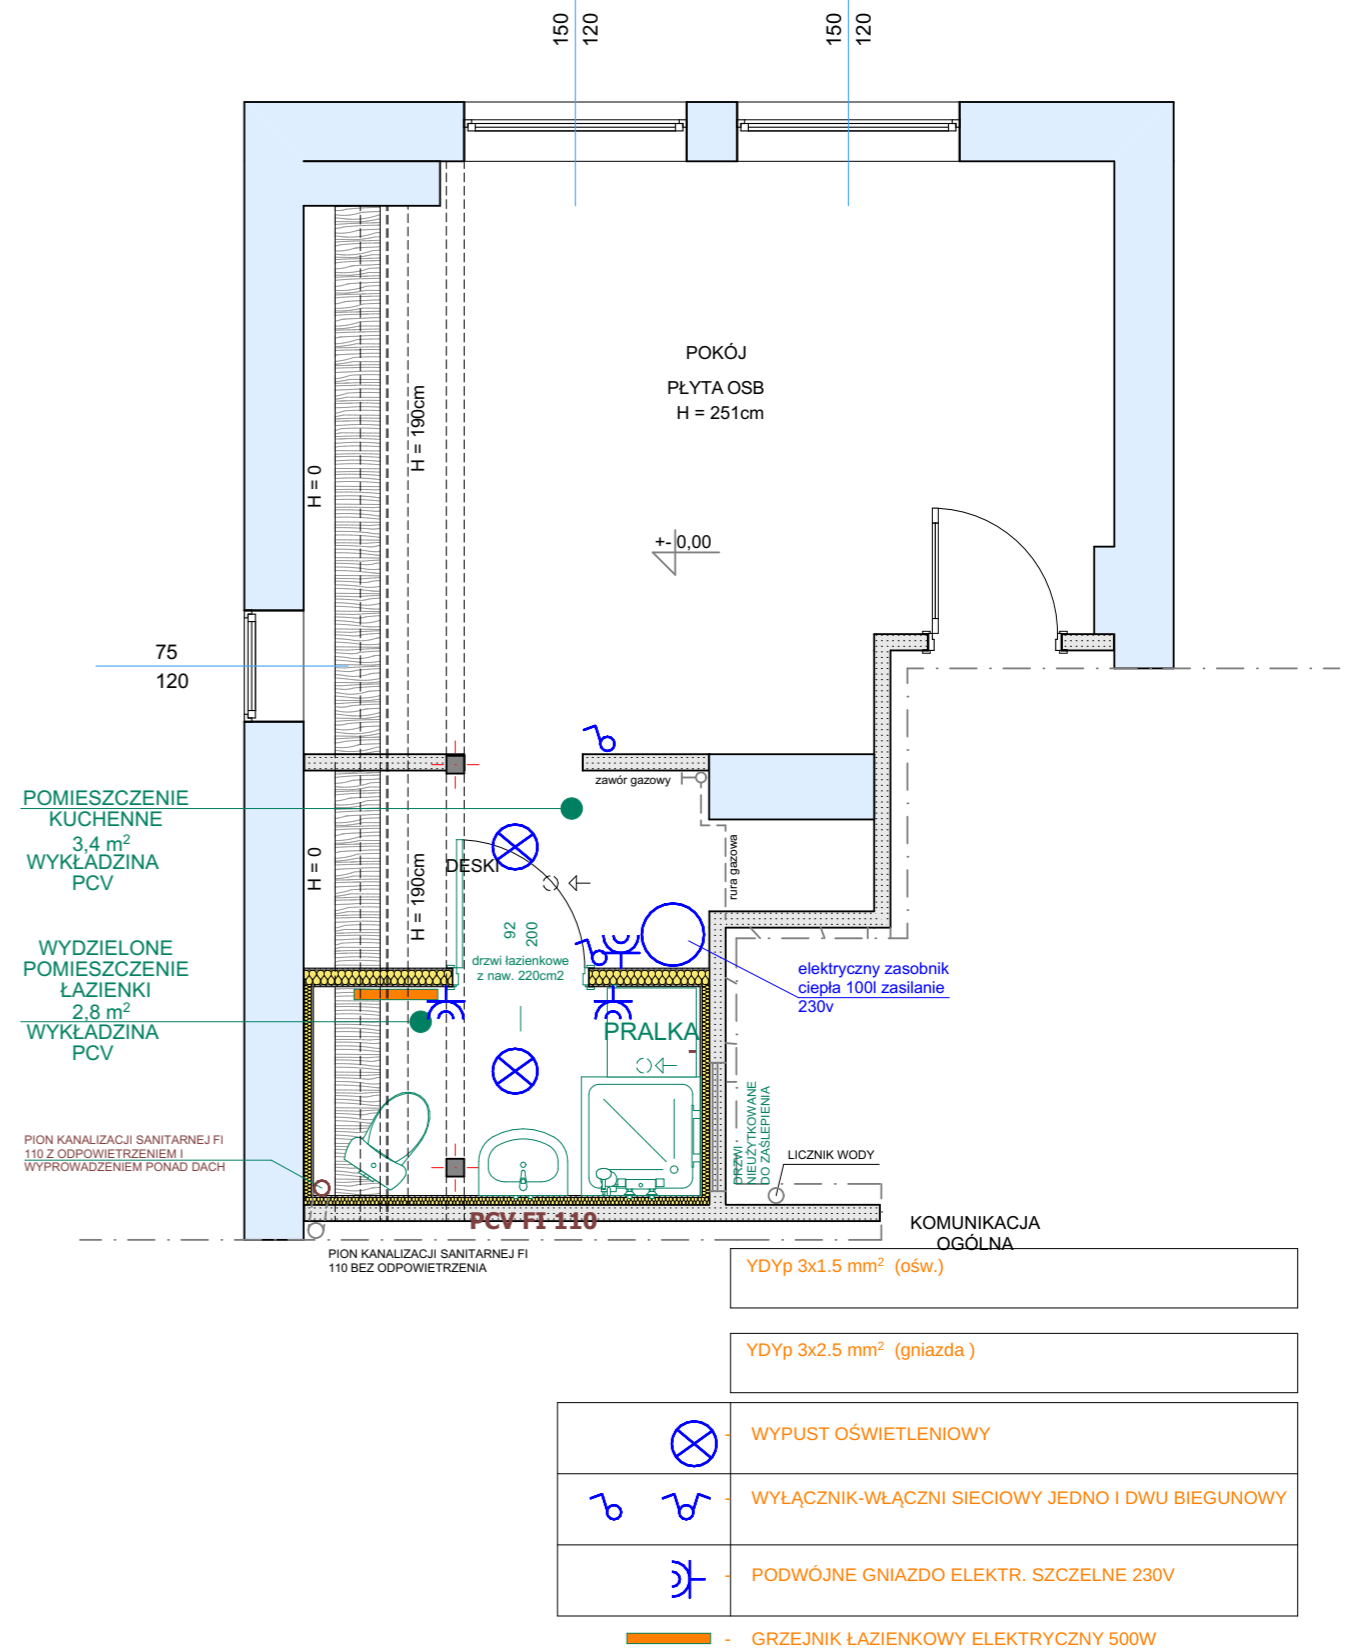 150
120
150
120
POKÓJ
PŁYTA OSB
H = 251cm
H = 190cm
H = 0
+- 0,00
75
120
zawór gazowy
POMIESZCZENIE
KUCHENNE
3,4 m²
WYKŁADZINA
PCV
H = 0
H = 190cm
DESKI
rura gazowa
92
200
drzwi łazienkowe
z naw. 220cm2
WYDZIELONE
POMIESZCZENIE
ŁAZIENKI
2,8 m²
WYKŁADZINA
PCV
elektryczny zasobnik
ciepła 100l zasilanie
230v
PRALKA
DRZWI
NIEUŻYTKOWANE
DO ZAŚLEPIENIA
PION KANALIZACJI SANITARNEJ FI
110 Z ODPOWIETRZENIEM I
WYPROWADZENIEM PONAD DACH
LICZNIK WODY
PCV FI 110
KOMUNIKACJA
OGÓLNA
PION KANALIZACJI SANITARNEJ FI
110 BEZ ODPOWIETRZENIA
YDYp 3x1.5 mm² (ośw.)
YDYp 3x2.5 mm² (gniazda )
- WYPUST OŚWIETLENIOWY
- WYŁĄCZNIK-WŁĄCZNI SIECIOWY JEDNO I DWU BIEGUNOWY
- PODWÓJNE GNIAZDO ELEKTR. SZCZELNE 230V
- GRZEJNIK ŁAZIENKOWY ELEKTRYCZNY 500W